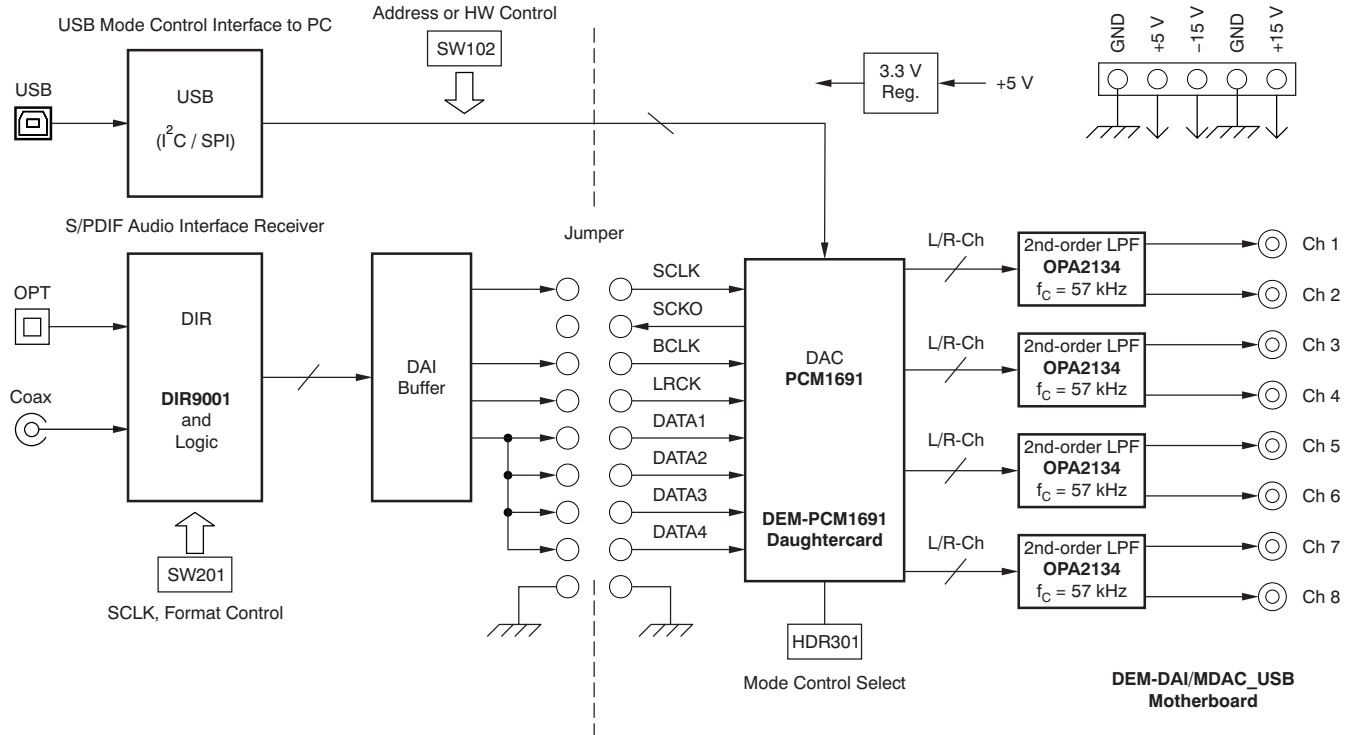 USB Mode Control Interface to PC
Address or HW Control
SW102
USB
USB
(I²C / SPI)
3.3 V
Reg.
+5 V
GND
+5 V
−15 V
GND
+15 V
S/PDIF Audio Interface Receiver
OPT
Coax
DIR
DIR9001
and
Logic
SW201
SCLK, Format Control
DAI
Buffer
Jumper
SCLK
SCKO
BCLK
LRCK
DATA1
DATA2
DATA3
DATA4
DAC
PCM1691
DEM-PCM1691
Daughtercard
HDR301
Mode Control Select
L/R-Ch
2nd-order LPF
OPA2134
fC = 57 kHz
Ch 1
Ch 2
L/R-Ch
2nd-order LPF
OPA2134
fC = 57 kHz
Ch 3
Ch 4
L/R-Ch
2nd-order LPF
OPA2134
fC = 57 kHz
Ch 5
Ch 6
L/R-Ch
2nd-order LPF
OPA2134
fC = 57 kHz
Ch 7
Ch 8
DEM-DAI/MDAC_USB
Motherboard